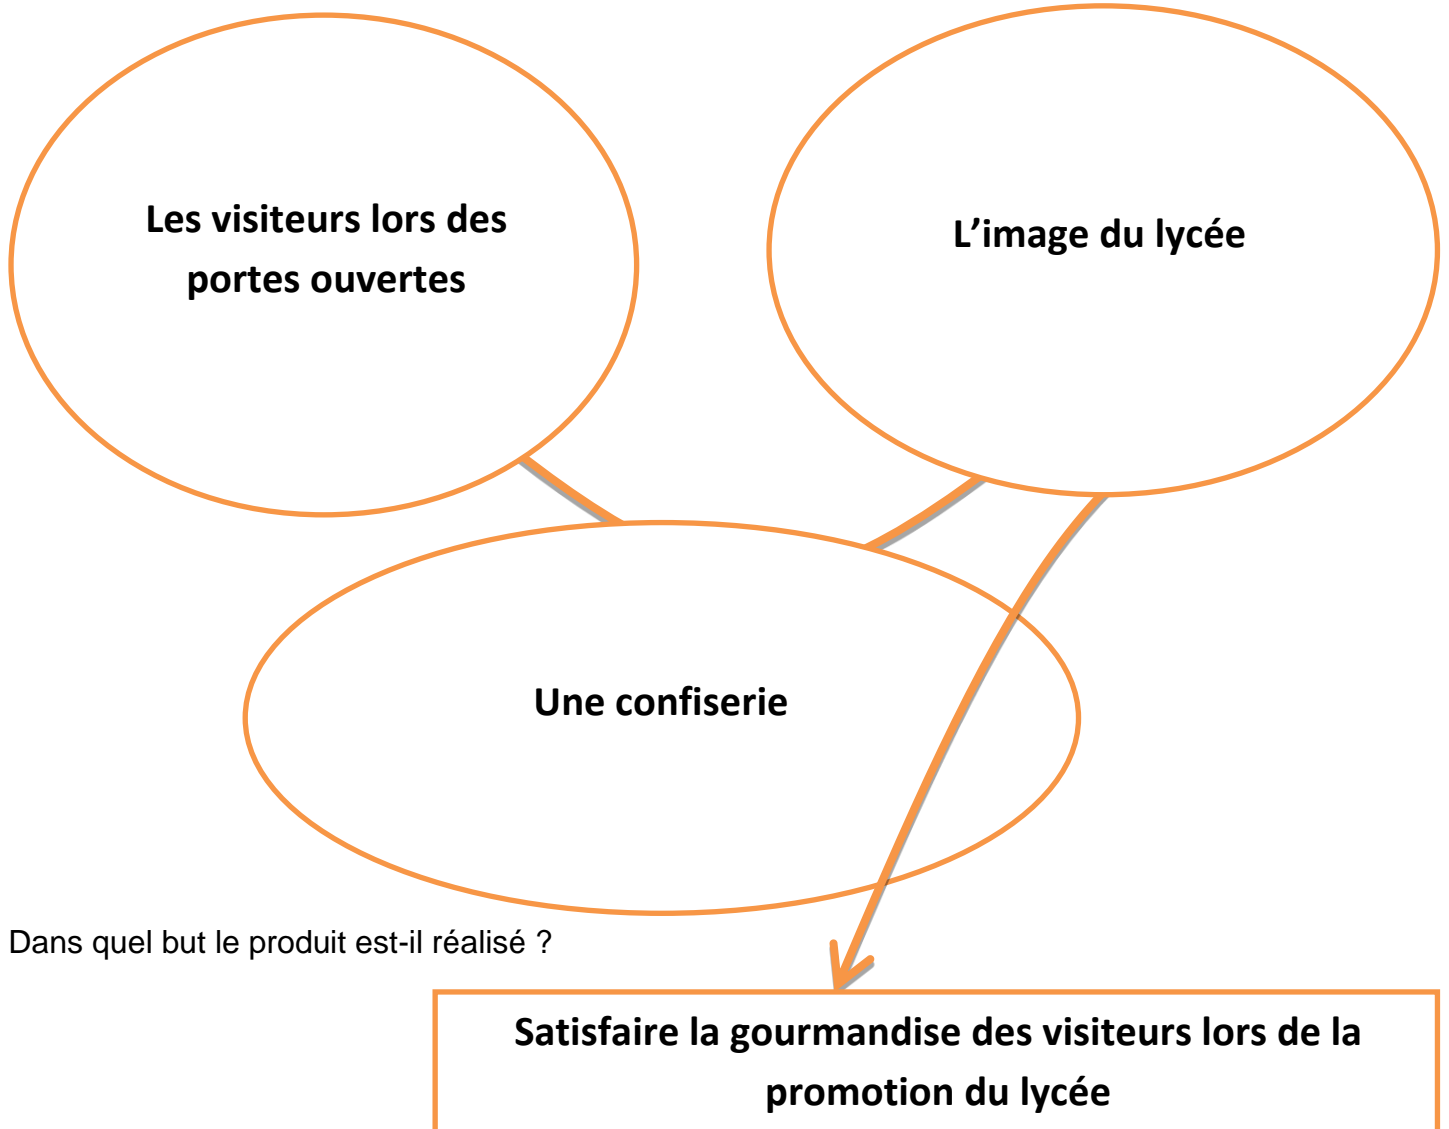 Les visiteurs lors des
portes ouvertes
L’image du lycée
Une confiserie
Dans quel but le produit est-il réalisé ?
Satisfaire la gourmandise des visiteurs lors de la
promotion du lycée